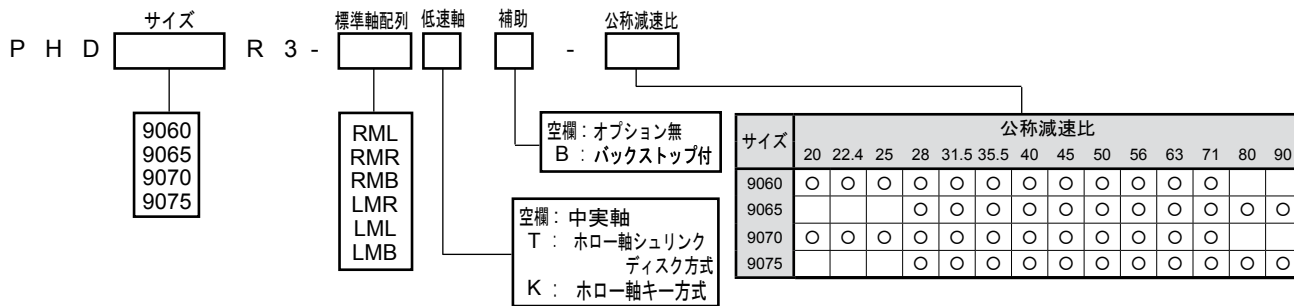 サイズ 標準軸配列 低速軸 補助 公称減速比
P H D R 3 - -
9060
9065
9070
9075
RML
RMR
RMB
LMR
LML
LMB
空欄：オプション無
B ：バックストップ付
空欄：中実軸
T ： ホロー軸シュリンク
ディスク方式
K ： ホロー軸キー方式
サイズ 公称減速比
20 22.4 25 28 31.5 35.5 40 45 50 56 63 71 80 90
9060 ○ ○ ○ ○ ○ ○ ○ ○ ○ ○ ○ ○
9065 ○ ○ ○ ○ ○ ○ ○ ○ ○ ○ ○
9070 ○ ○ ○ ○ ○ ○ ○ ○ ○ ○ ○ ○
9075 ○ ○ ○ ○ ○ ○ ○ ○ ○ ○ ○